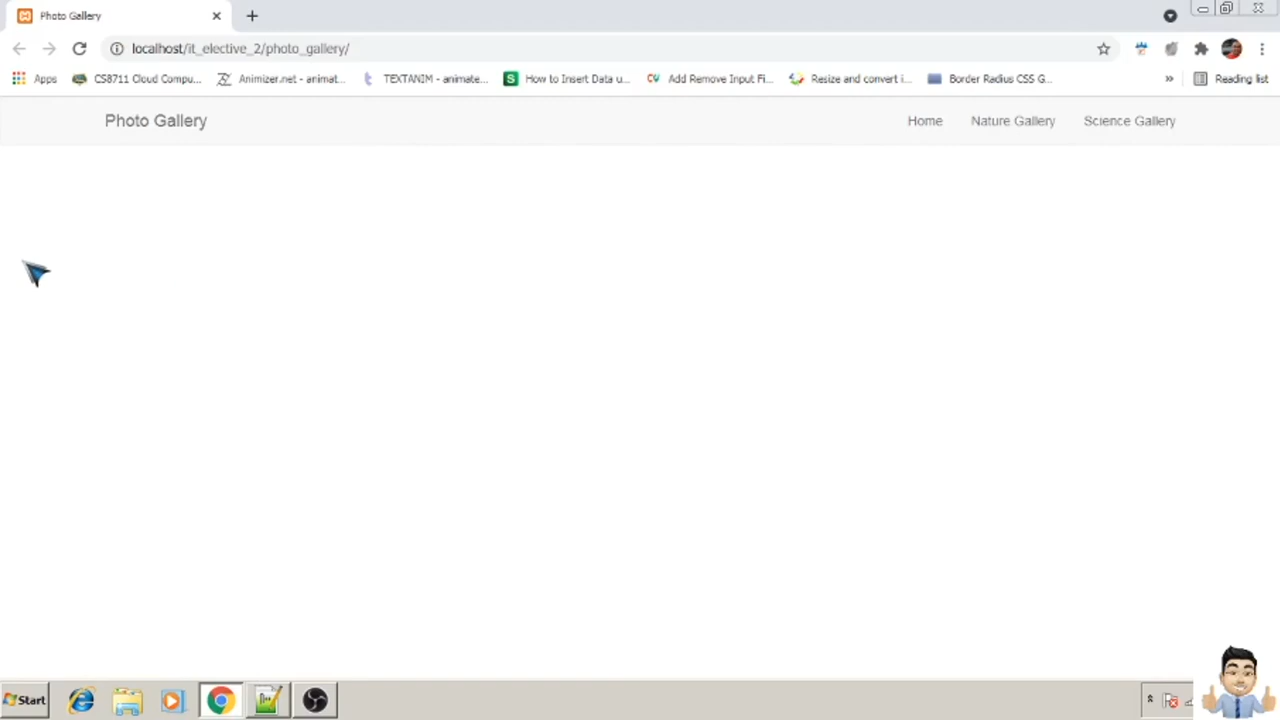 Photo Gallery
localhost/it_elective_2/photo_gallery/
Apps
CS8711 Cloud Compu...
Animizer.net - animat...
TEXTANIM - animate...
How to Insert Data u...
Add Remove Input Fi...
Resize and convert i...
Border Radius CSS G...
»
Reading list
Photo Gallery
Home
Nature Gallery
Science Gallery
Start